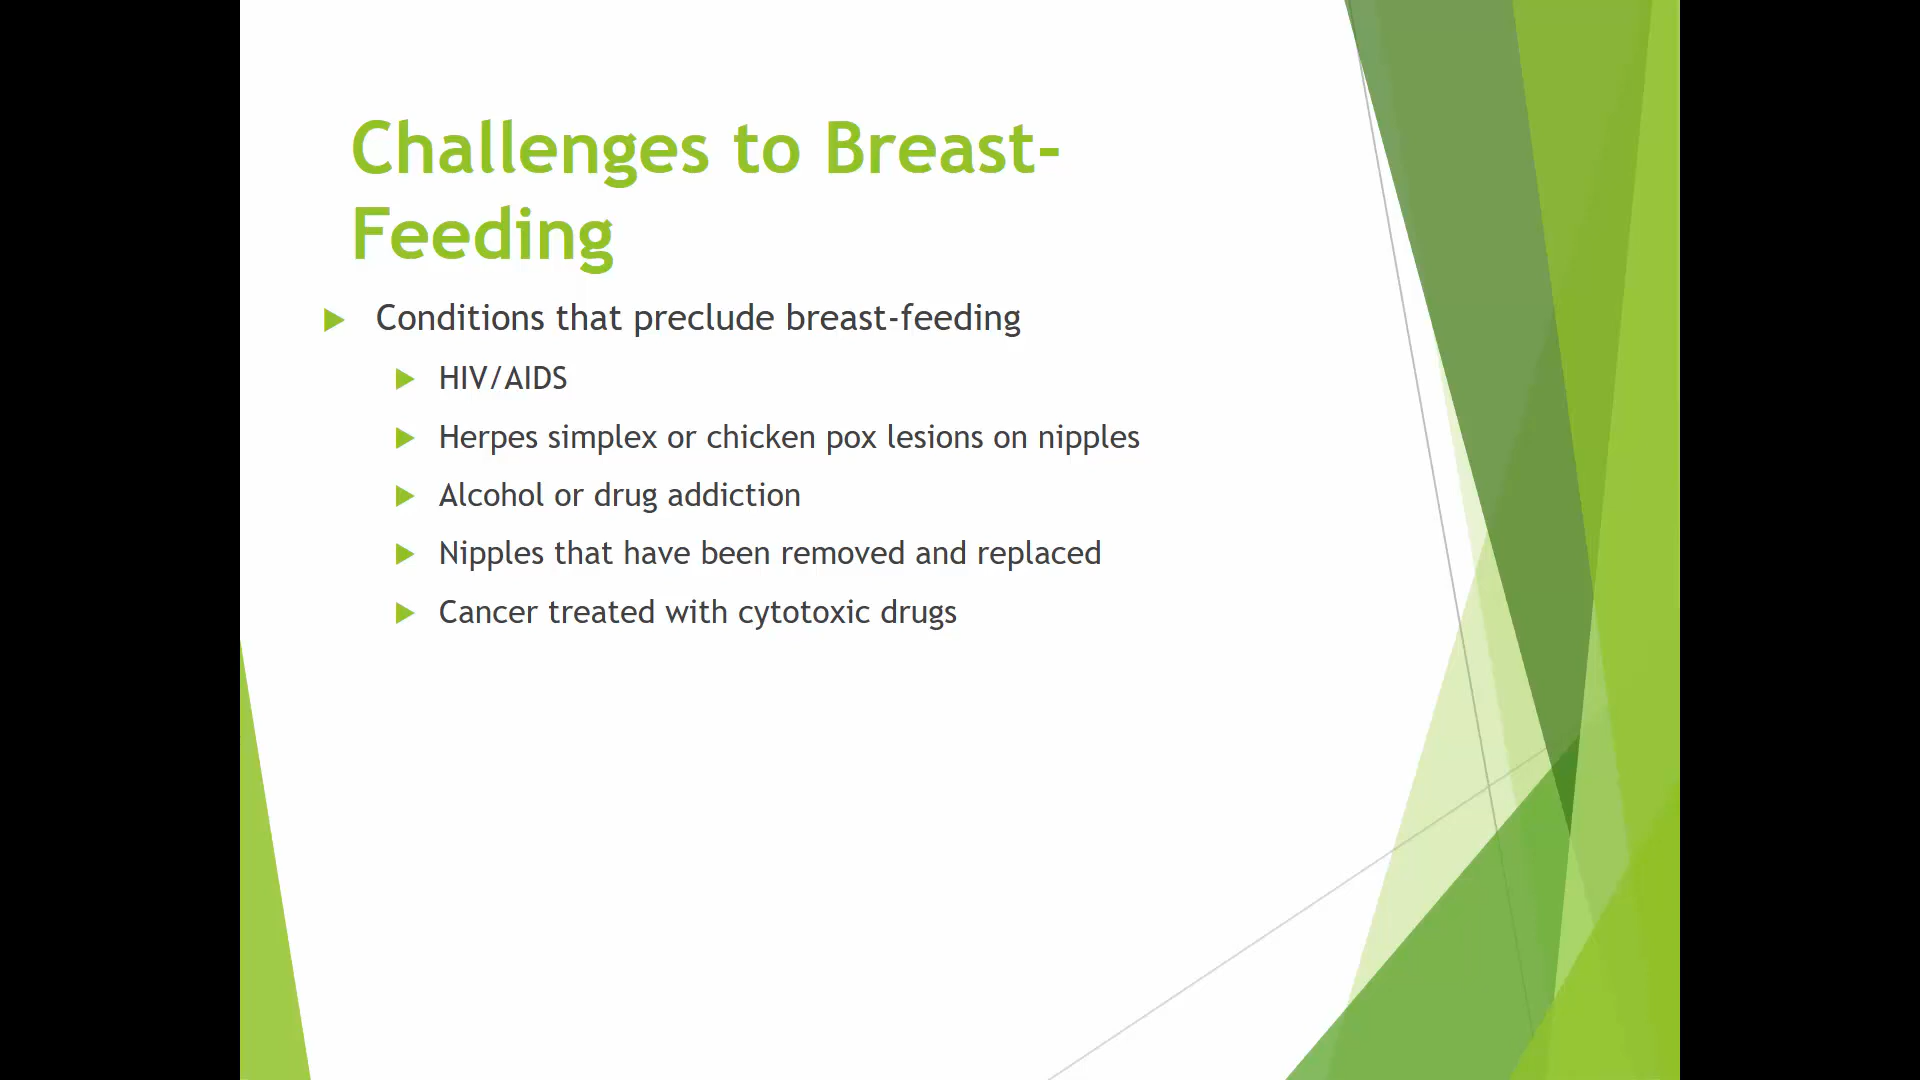 Challenges to Breast-
Feeding
Conditions that preclude breast-feeding
HIV/AIDS
Herpes simplex or chicken pox lesions on nipples
Alcohol or drug addiction
Nipples that have been removed and replaced
Cancer treated with cytotoxic drugs